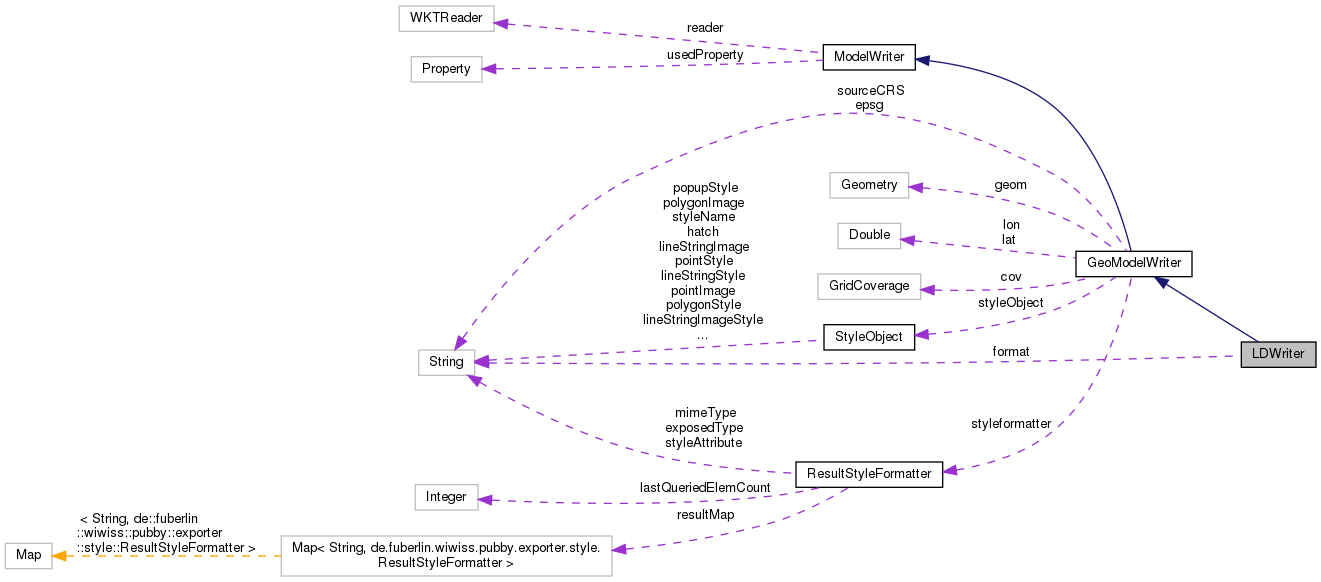 WKTReader
reader
usedProperty
ModelWriter
Property
sourceCRS
epsg
popupStyle
polygonImage
styleName
hatch
lineStringImage
pointStyle
lineStringStyle
pointImage
polygonStyle
lineStringImageStyle
...
Geometry
geom
Double
lon
lat
GeoModelWriter
GridCoverage
cov
styleObject
StyleObject
String
format
LDWriter
mimeType
exposedType
styleAttribute
styleformatter
ResultStyleFormatter
Integer
lastQueriedElemCount
resultMap
< String, de::fuberlin
::wiwiss::pubby::exporter
::style::ResultStyleFormatter >
Map
Map< String, de.fuberlin.wiwiss.pubby.exporter.style.
ResultStyleFormatter >